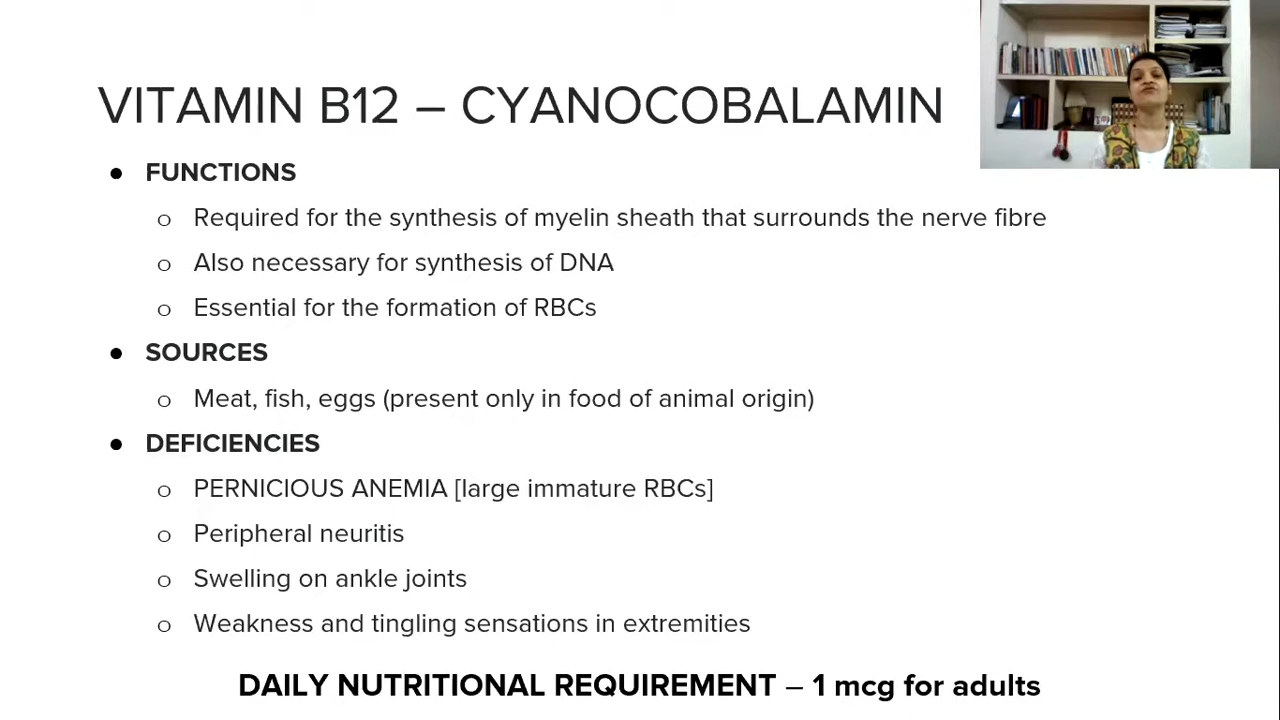 VITAMIN B12 – CYANOCOBALAMIN
● FUNCTIONS
o Required for the synthesis of myelin sheath that surrounds the nerve fibre
o Also necessary for synthesis of DNA
o Essential for the formation of RBCs
● SOURCES
o Meat, fish, eggs (present only in food of animal origin)
● DEFICIENCIES
o PERNICIOUS ANEMIA [large immature RBCs]
o Peripheral neuritis
o Swelling on ankle joints
o Weakness and tingling sensations in extremities
DAILY NUTRITIONAL REQUIREMENT – 1 mcg for adults